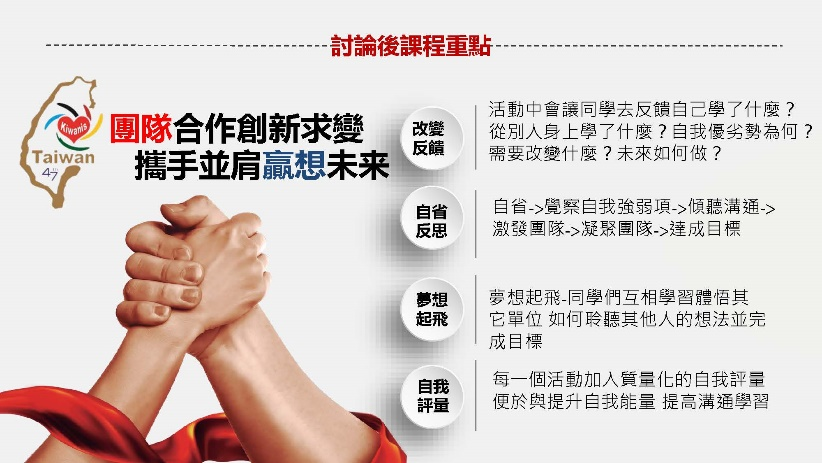 討論後課程重點
Kiwanis
Taiwan
47
團隊合作創新求變
攜手並肩贏想未来
改變
反饋
活動中會讓同學去反饋自己學了什麼？
從別人身上學了什麼？自我優劣勢為何？
需要改變什麼？未來如何做？
自省
反思
自省->覺察自我強弱項->傾聽溝通->
激發團隊->凝聚團隊->達成目標
夢想
起飛
夢想起飛-同學們互相學習體悟其
它單位 如何聆聽其他人的想法並完
成目標
自我
評量
每一個活動加入質量化的自我評量
便於與提升自我能量 提高溝通學習